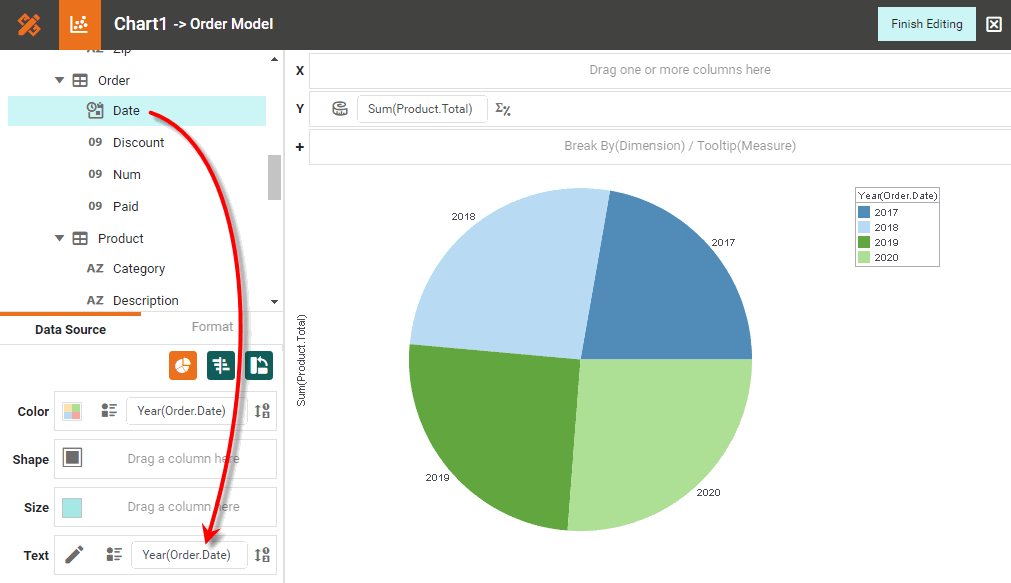 Chart1 -> Order Model
Finish Editing
Zip
Order
Date
09 Discount
09 Num
09 Paid
Product
AZ Category
AZ Description
Data Source
Format
Color
Year(Order.Date)
Shape
Drag a column here
Size
Drag a column here
Text
Year(Order.Date)
X
Drag one or more columns here
Y
Sum(Product.Total)
Σ%
+
Break By(Dimension) / Tooltip(Measure)
Sum(Product.Total)
2018
2017
2019
2020
Year(Order.Date)
2017
2018
2019
2020